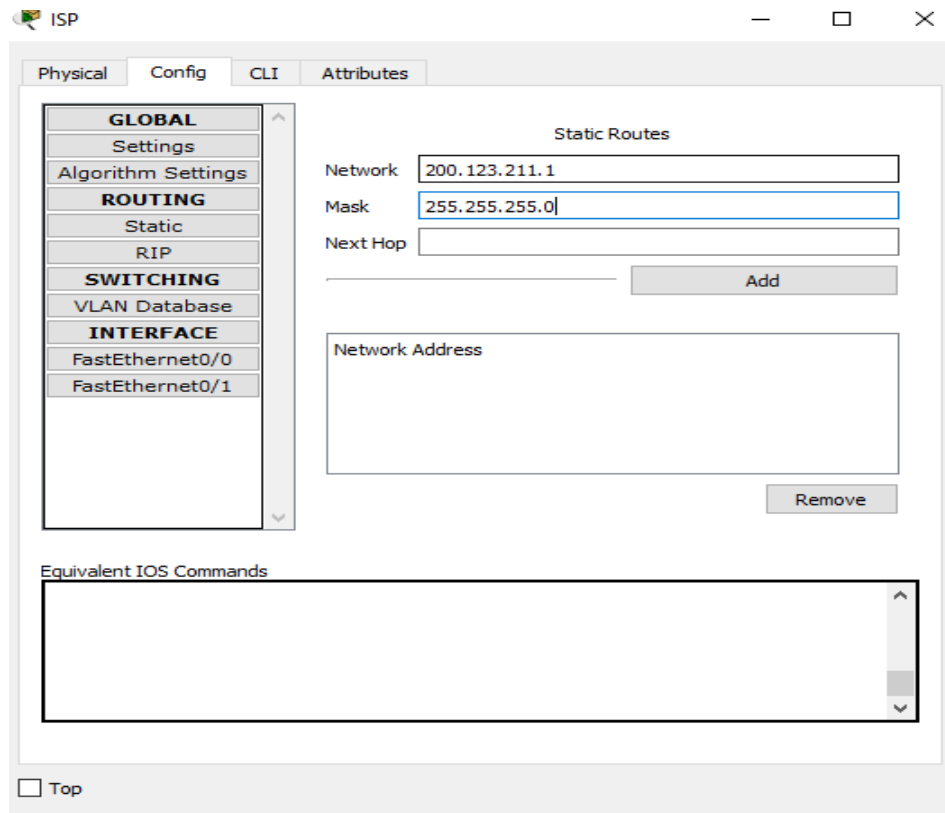 ISP
Physical Config CLI Attributes
GLOBAL
Settings
Algorithm Settings
ROUTING
Static
RIP
SWITCHING
VLAN Database
INTERFACE
FastEthernet0/0
FastEthernet0/1
Static Routes
Network 200.123.211.1
Mask 255.255.255.0
Next Hop
Add
Network Address
Remove
Equivalent IOS Commands
Top